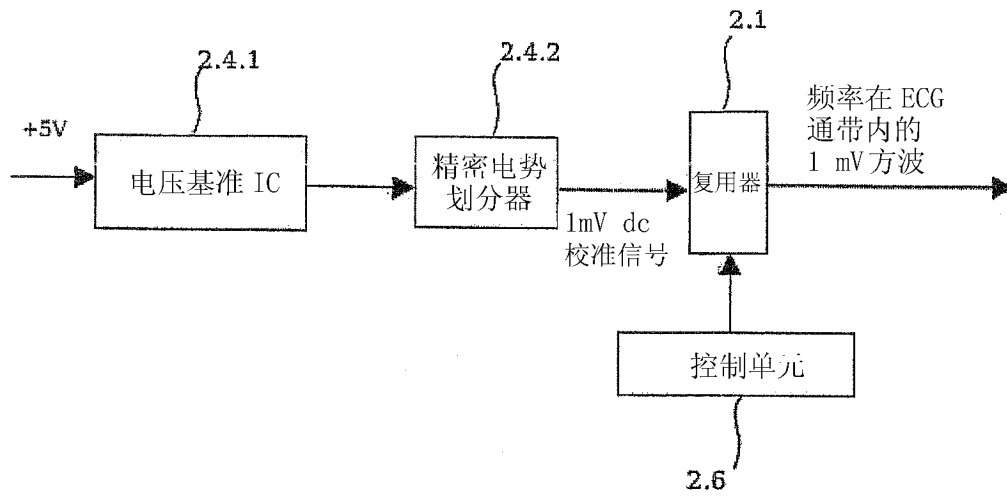 2.1
2.4.1
2.4.2
+5V
电压基准 IC
精密电势
划分器
1mV dc
校准信号
复用器
频率在 ECG
通带内的
1 mV方波
控制单元
2.6